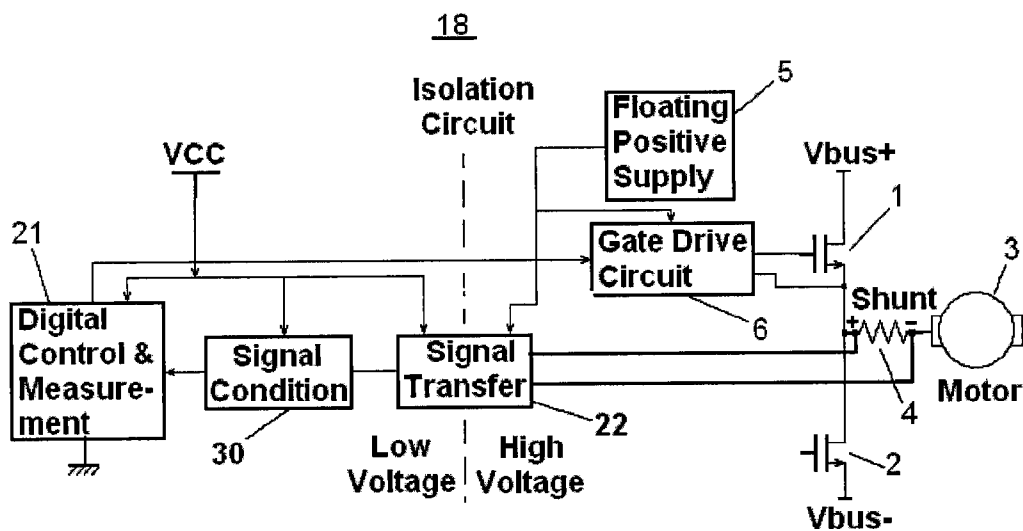 18
Isolation
Circuit
5
Floating
Positive
Supply
VCC
Vbus+
1
21
Gate Drive
Circuit
3
6
Shunt
+
-
Digital
Control &
Measure-
ment
Signal
Condition
Signal
Transfer
4
Motor
30
22
Low
Voltage
High
Voltage
2
Vbus-